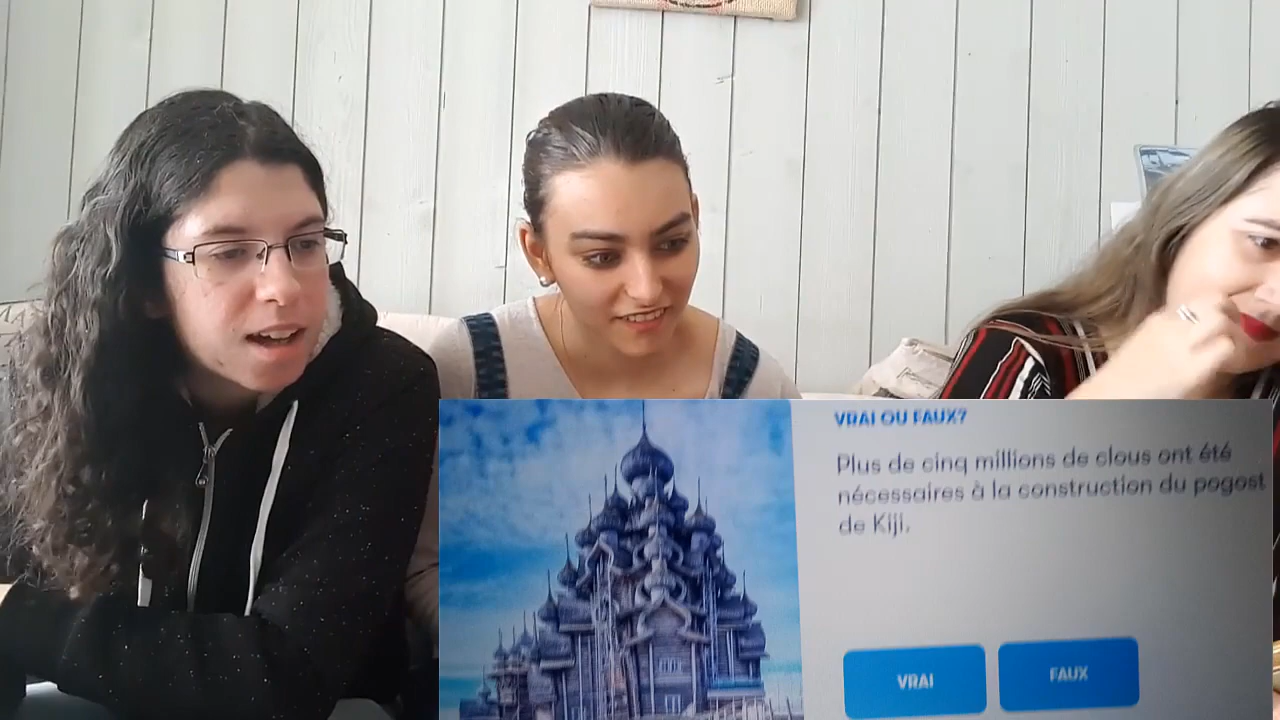 VRAI OU FAUX?
Plus de cinq millions de clous ont été
nécessaires à la construction du pogost
de Kiji.
VRAI
FAUX